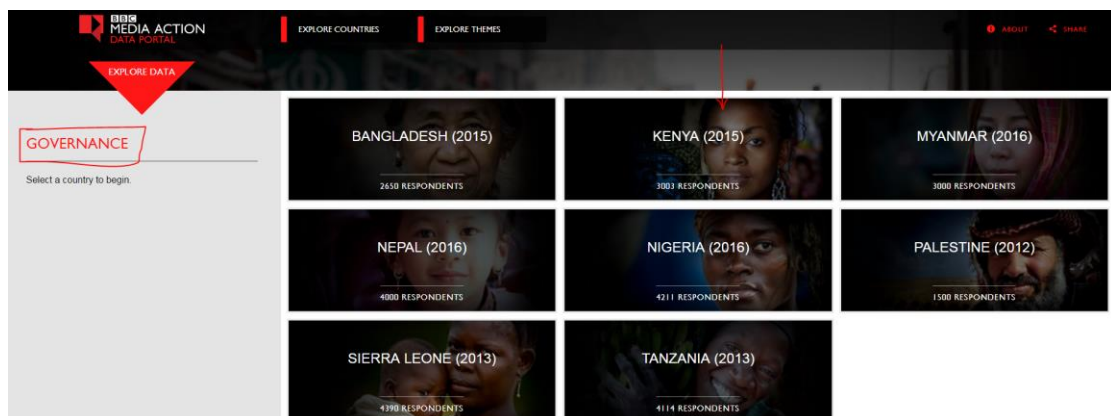 BBC
MEDIA ACTION
DATA PORTAL
EXPLORE COUNTRIES
EXPLORE THEMES
ABOUT
SHARE
EXPLORE DATA
GOVERNANCE
Select a country to begin.
BANGLADESH (2015)
2650 RESPONDENTS
KENYA (2015)
3003 RESPONDENTS
MYANMAR (2016)
3000 RESPONDENTS
NEPAL (2016)
4000 RESPONDENTS
NIGERIA (2016)
4211 RESPONDENTS
PALESTINE (2012)
1500 RESPONDENTS
SIERRA LEONE (2013)
4390 RESPONDENTS
TANZANIA (2013)
4114 RESPONDENTS